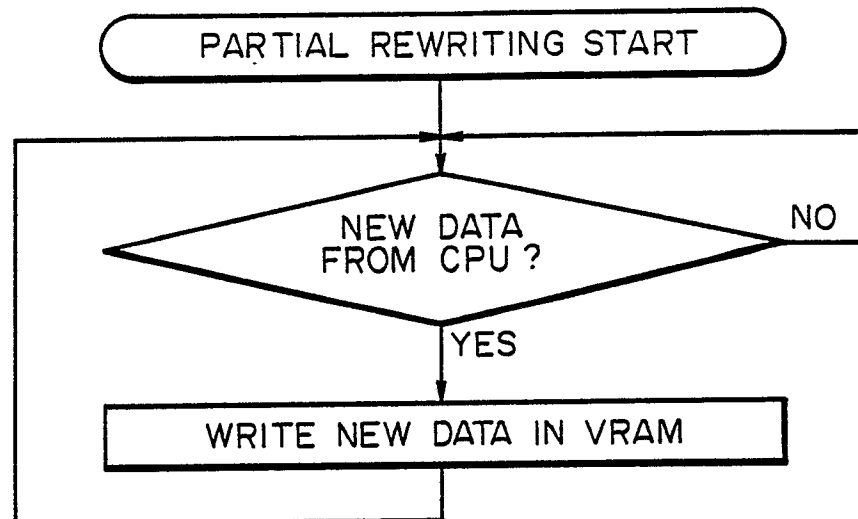 PARTIAL REWRITING START
NEW DATA
FROM CPU?
NO
YES
WRITE NEW DATA IN VRAM